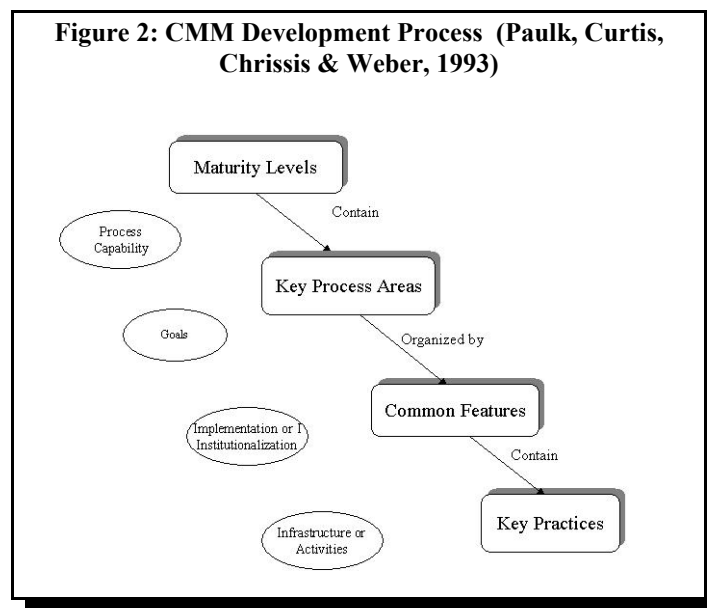 Figure 2: CMM Development Process (Paulk, Curtis,
Chrissis & Weber, 1993)
Maturity Levels
Contain
Process
Capability
Key Process Areas
Goals
Organized by
Common Features
Implementation or I
Institutionalization
Contain
Key Practices
Infrastructure or
Activities